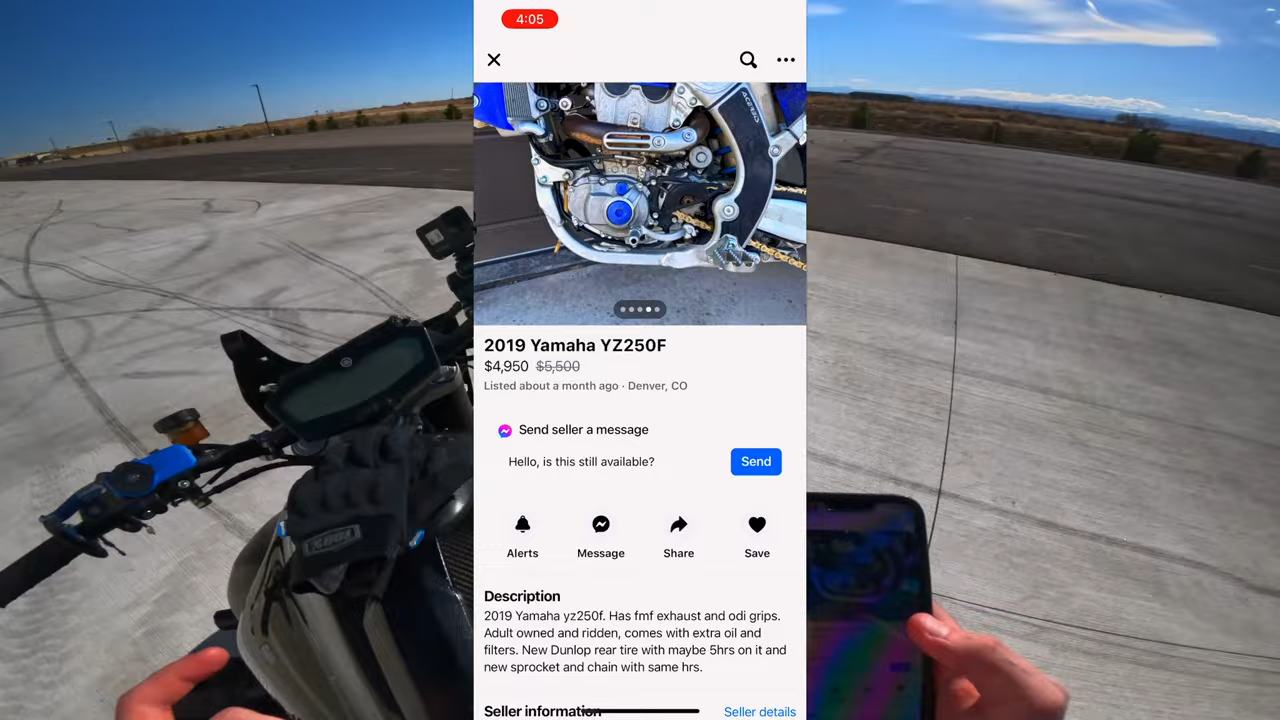 4:05
ACERBIS
2019 Yamaha YZ250F
$4,950 $5,500
Listed about a month ago · Denver, CO
Send seller a message
Hello, is this still available?
Send
Alerts
Message
Share
Save
Description
2019 Yamaha yz250f. Has fmf exhaust and odi grips.
Adult owned and ridden, comes with extra oil and
filters. New Dunlop rear tire with maybe 5hrs on it and
new sprocket and chain with same hrs.
Seller information
Seller details